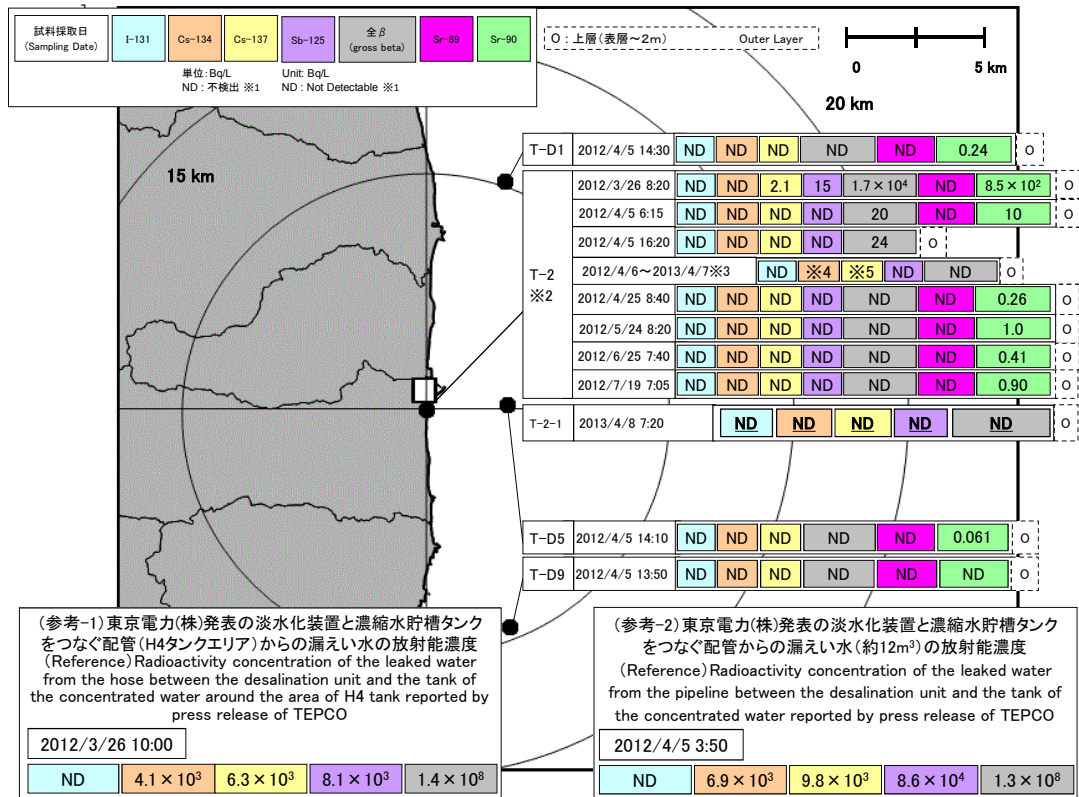 試料採取日
(Sampling Date)
I-131
Cs-134
Cs-137
Sb-125
全β
(gross beta)
Sr-89
Sr-90
単位: Bq/L Unit: Bq/L
ND : 不検出 ※1 ND : Not Detectable ※1
O : 上層(表層～2m) Outer Layer
0 5 km
20 km
15 km
T-D1 2012/4/5 14:30 ND ND ND ND ND 0.24 O
T-2
※2
2012/3/26 8:20 ND ND 2.1 15 1.7×10⁴ ND 8.5×10² O
2012/4/5 6:15 ND ND ND ND 20 ND 10 O
2012/4/5 16:20 ND ND ND ND 24 O
2012/4/6～2013/4/7※3 ND ※4 ※5 ND ND O
2012/4/25 8:40 ND ND ND ND ND ND 0.26 O
2012/5/24 8:20 ND ND ND ND ND ND 1.0 O
2012/6/25 7:40 ND ND ND ND ND ND 0.41 O
2012/7/19 7:05 ND ND ND ND ND ND 0.90 O
T-2-1 2013/4/8 7:20 ND ND ND ND ND O
T-D5 2012/4/5 14:10 ND ND ND ND ND 0.061 O
T-D9 2012/4/5 13:50 ND ND ND ND ND ND O
(参考-1)東京電力(株)発表の淡水化装置と濃縮水貯槽タンク
をつなぐ配管(H4タンクエリア)からの漏えい水の放射能濃度
(Reference)Radioactivity concentration of the leaked water
from the hose between the desalination unit and the tank of
the concentrated water around the area of H4 tank reported by
press release of TEPCO
2012/3/26 10:00
ND 4.1×10³ 6.3×10³ 8.1×10³ 1.4×10⁸
(参考-2)東京電力(株)発表の淡水化装置と濃縮水貯槽タンク
をつなぐ配管からの漏えい水(約12m³)の放射能濃度
(Reference)Radioactivity concentration of the leaked water
from the pipeline between the desalination unit and the tank of
the concentrated water reported by press release of TEPCO
2012/4/5 3:50
ND 6.9×10³ 9.8×10³ 8.6×10⁴ 1.3×10⁸